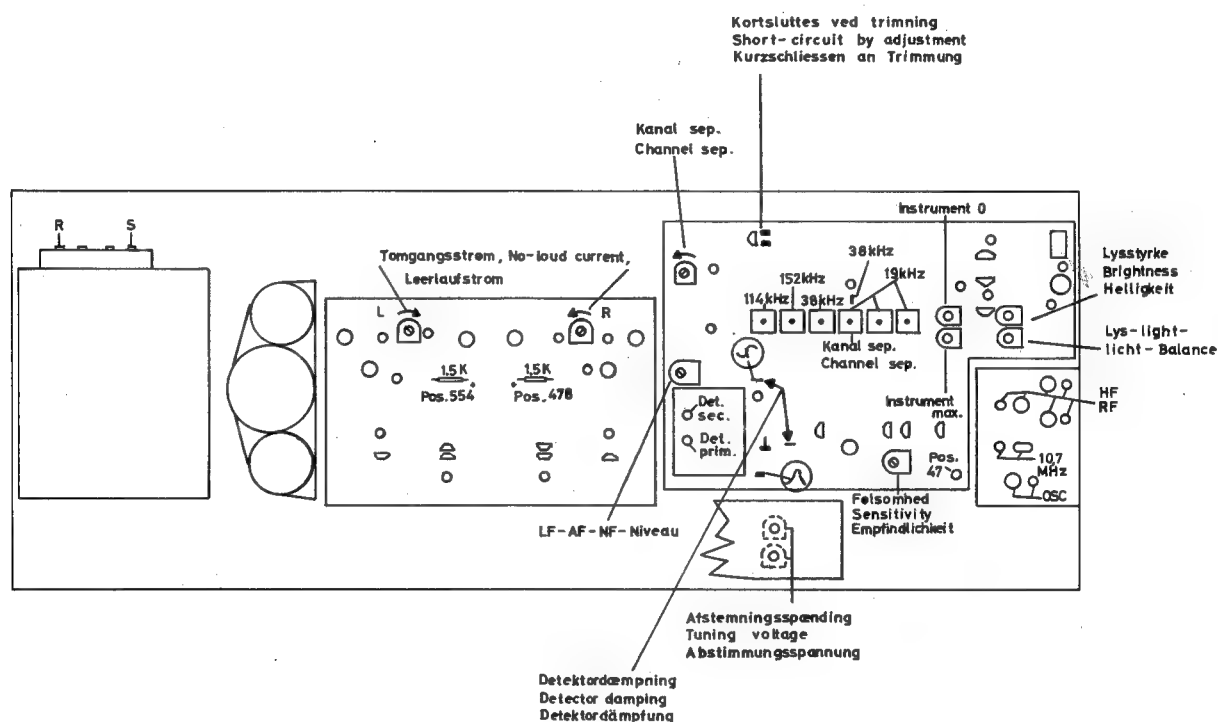 Kortsluttes ved trimning
Short-circuit by adjustment
Kurzschliessen an Trimmung
Kanal sep.
Channel sep.
Instrument 0
R S
Tomgangsstrøm, No-loud current,
Leerlaufstrom
L R
38kHz
152kHz 19kHz
114kHz 38kHz
Lysstyrke
Brightness
Helligkeit
Lys-light-
licht-Balance
Kanal sep.
Channel sep.
1,5K 1,5K
Pos.554 Pos.478
Det.
sec.
Det.
prim.
Instrument
max.
HF
RF
Pos.
47
10,7
MHz
OSC
Følsomhed
Sensitivity
Empfindlichkeit
LF-AF-NF-Niveau
Afstemningsspænding
Tuning voltage
Abstimmungsspannung
Detektordæmpning
Detector damping
Detektordämpfung